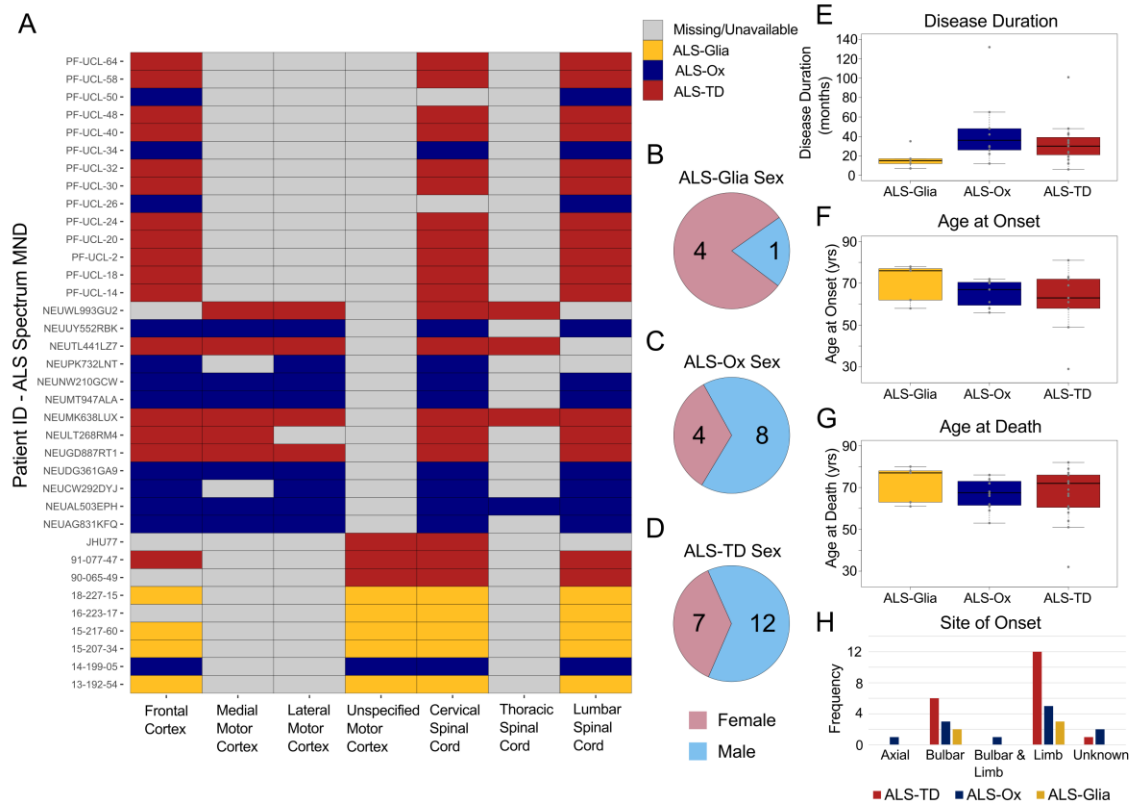 A
Missing/Unavailable
ALS-Glia
ALS-Ox
ALS-TD
Patient ID - ALS Spectrum MND
PF-UCL-64
PF-UCL-58
PF-UCL-50
PF-UCL-48
PF-UCL-40
PF-UCL-34
PF-UCL-32
PF-UCL-30
PF-UCL-26
PF-UCL-24
PF-UCL-20
PF-UCL-2
PF-UCL-18
PF-UCL-14
NEUWL993GU2
NEUUY552RBK
NEUTL441LZ7
NEUPK732LNT
NEUNW210GCW
NEUMT947ALA
NEUMK638LUX
NEULT268RM4
NEUGD887RT1
NEUDG361GA9
NEUCW292DYJ
NEUAL503EPH
NEUAG831KFQ
JHU77
91-077-47
90-065-49
18-227-15
16-223-17
15-217-60
15-207-34
14-199-05
13-192-54
Frontal Medial Lateral Unspecified Cervical Thoracic Lumbar
Cortex Motor Motor Motor Spinal Spinal Spinal
Cortex Cortex Cortex Cord Cord Cord
B
ALS-Glia Sex
4 1
C
ALS-Ox Sex
4 8
D
ALS-TD Sex
7 12
Female
Male
E
Disease Duration
Disease Duration
(months)
140
120
100
80
60
40
20
0
ALS-Glia ALS-Ox ALS-TD
F
Age at Onset
Age at Onset (yrs)
90
70
50
30
ALS-Glia ALS-Ox ALS-TD
G
Age at Death
Age at Death (yrs)
90
70
50
30
ALS-Glia ALS-Ox ALS-TD
H
Site of Onset
Frequency
12
8
4
0
Axial Bulbar Bulbar & Limb Unknown
Limb
ALS-TD ALS-Ox ALS-Glia